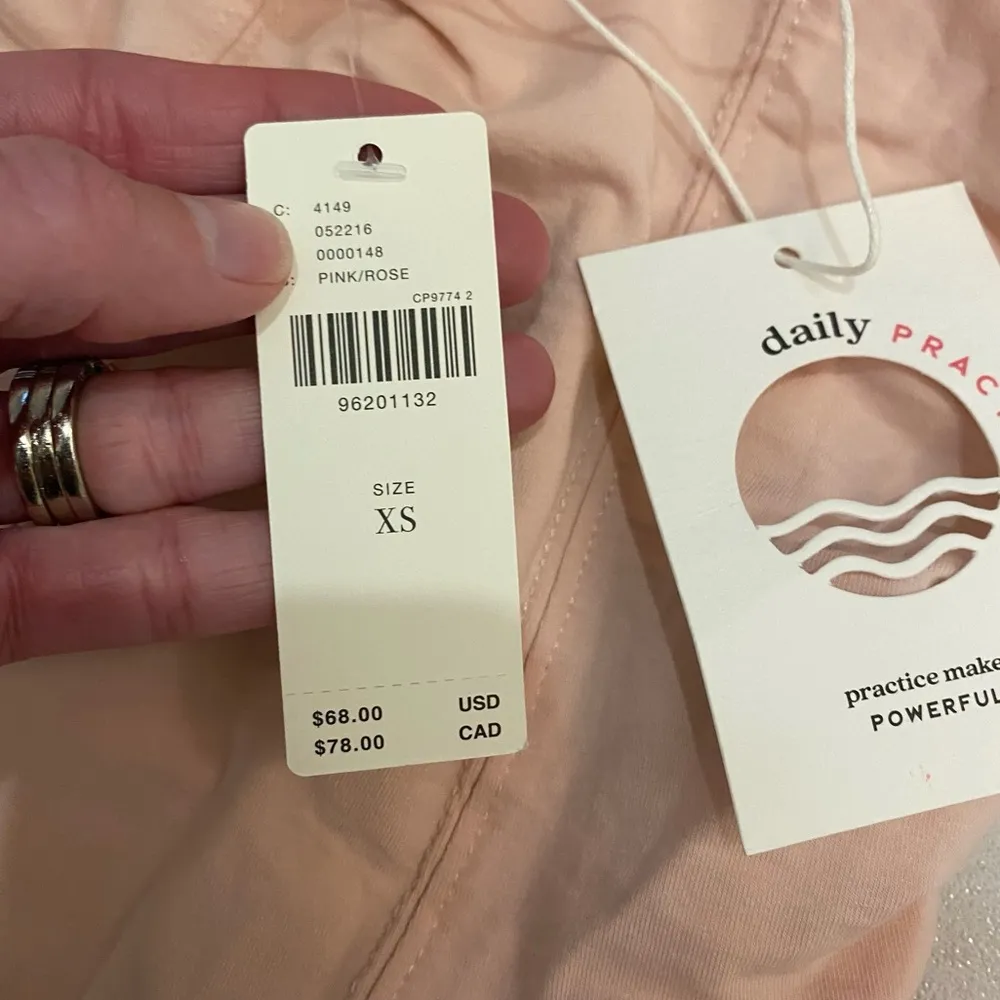 C: 4149
052216
0000148
: PINK/ROSE
CP9774 2
96201132
SIZE
XS
$68.00 USD
$78.00 CAD
daily PRAC
practice make
POWERFUL